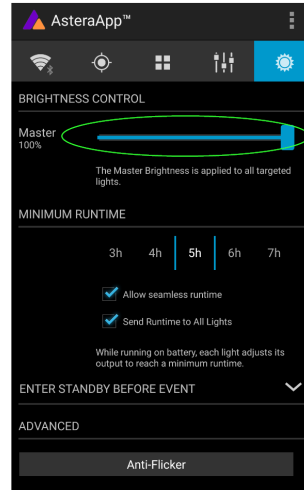 AsteraApp™
BRIGHTNESS CONTROL
Master
100%
The Master Brightness is applied to all targeted
lights.
MINIMUM RUNTIME
3h 4h 5h 6h 7h
Allow seamless runtime
Send Runtime to All Lights
While running on battery, each light adjusts its
output to reach a minimum runtime.
ENTER STANDBY BEFORE EVENT
ADVANCED
Anti-Flicker